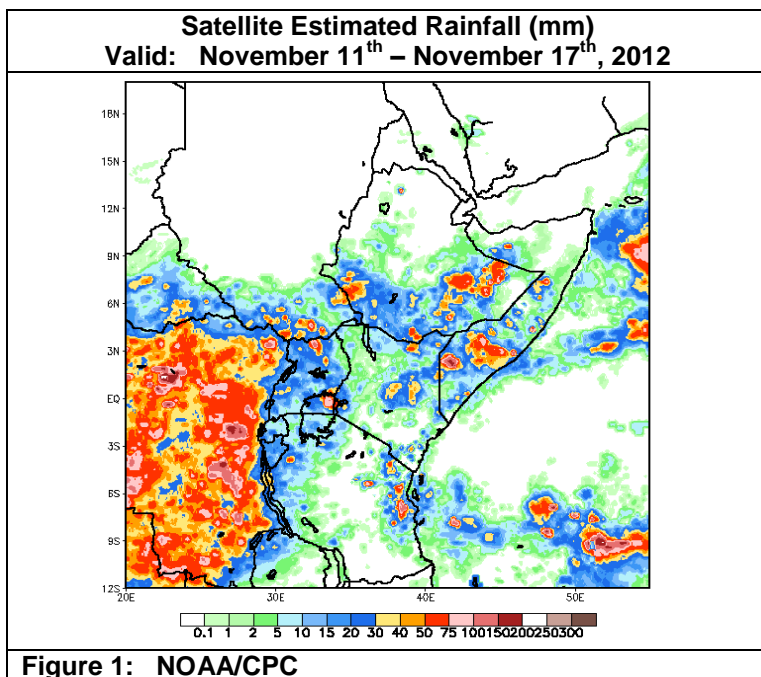 Satellite Estimated Rainfall (mm)
Valid: November 11th – November 17th, 2012
18N
15N
12N
9N
6N
3N
EQ
3S
6S
9S
12S
20E 30E 40E 50E
0.1 1 2 5 10 15 20 30 40 50 75 100 150 200 250 300
Figure 1: NOAA/CPC